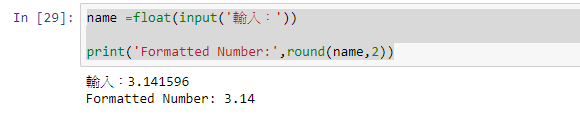 In [29]: name =float(input('輸入：'))
print('Formatted Number:',round(name,2))
輸入：3.141596
Formatted Number: 3.14